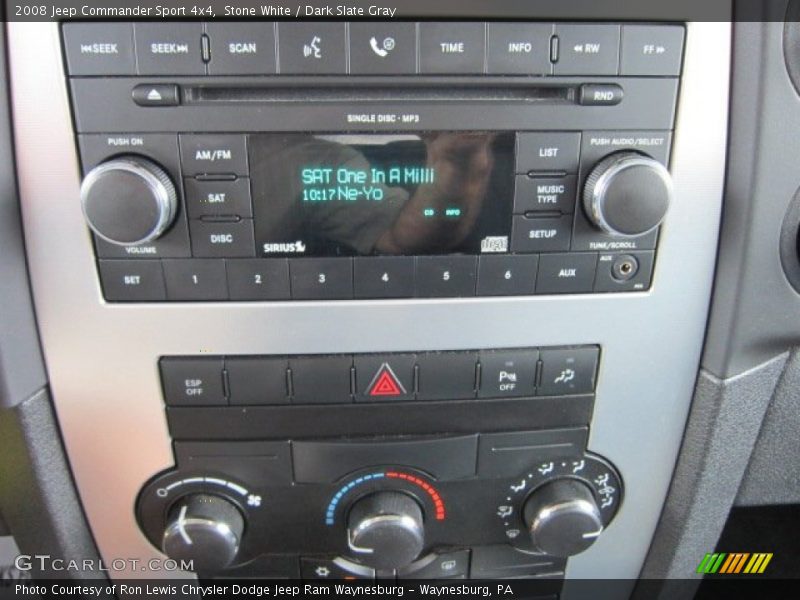 2008 Jeep Commander Sport 4x4, Stone White / Dark Slate Gray
SEEK SEEK SCAN TIME INFO RW FF
RND
SINGLE DISC - MP3
PUSH ON
PUSH AUDIO/SELECT
AM/FM
SAT
DISC
SAT One In A Milli
10:17 Ne-Yo
CD INFO
SIRIUS
disc
LIST
MUSIC
TYPE
SETUP
VOLUME
TUNE/SCROLL
SET 1 2 3 4 5 6 AUX
AUX
ESP
OFF
P
OFF
GTCarlot.com
Photo Courtesy of Ron Lewis Chrysler Dodge Jeep Ram Waynesburg - Waynesburg, PA